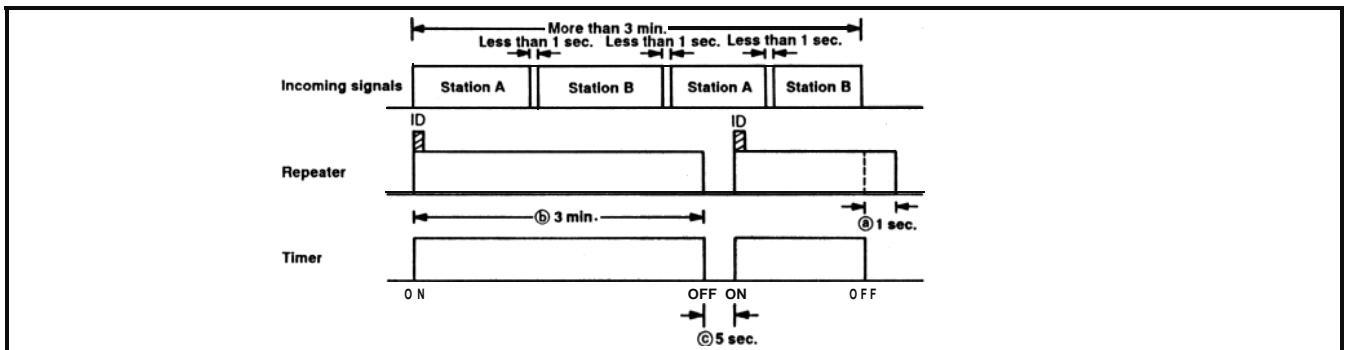 More than 3 min.
Less than 1 sec. Less than 1 sec. Less than 1 sec.
Incoming signals Station A Station B Station A Station B
ID ID
Repeater
ⓑ 3 min. ⓐ 1 sec.
Timer
ON OFF ON OFF
ⓒ 5 sec.